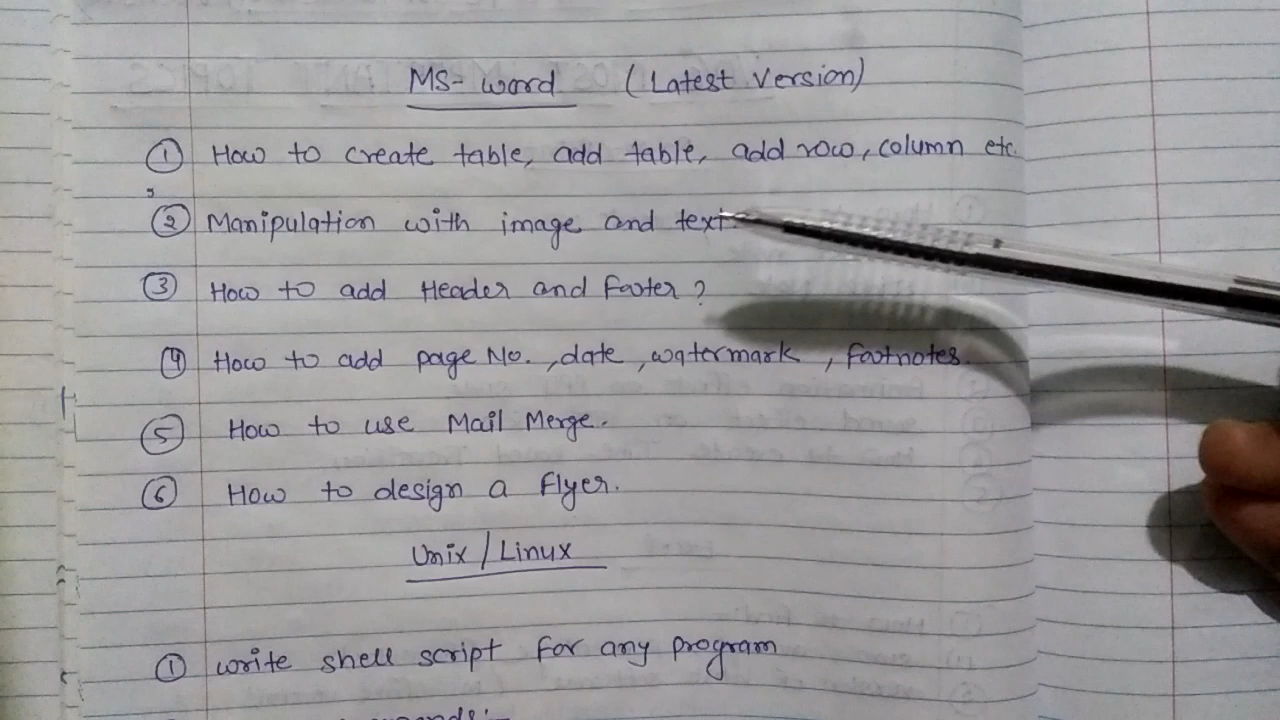 MS-Word (Latest Version)
① How to create table, add table, add row, column etc.
② Manipulation with image and text.
③ How to add Header and footer?
④ How to add page No., date, watermark, footnotes.
⑤ How to use Mail Merge.
⑥ How to design a flyer.
Unix/Linux
① write shell script for any program